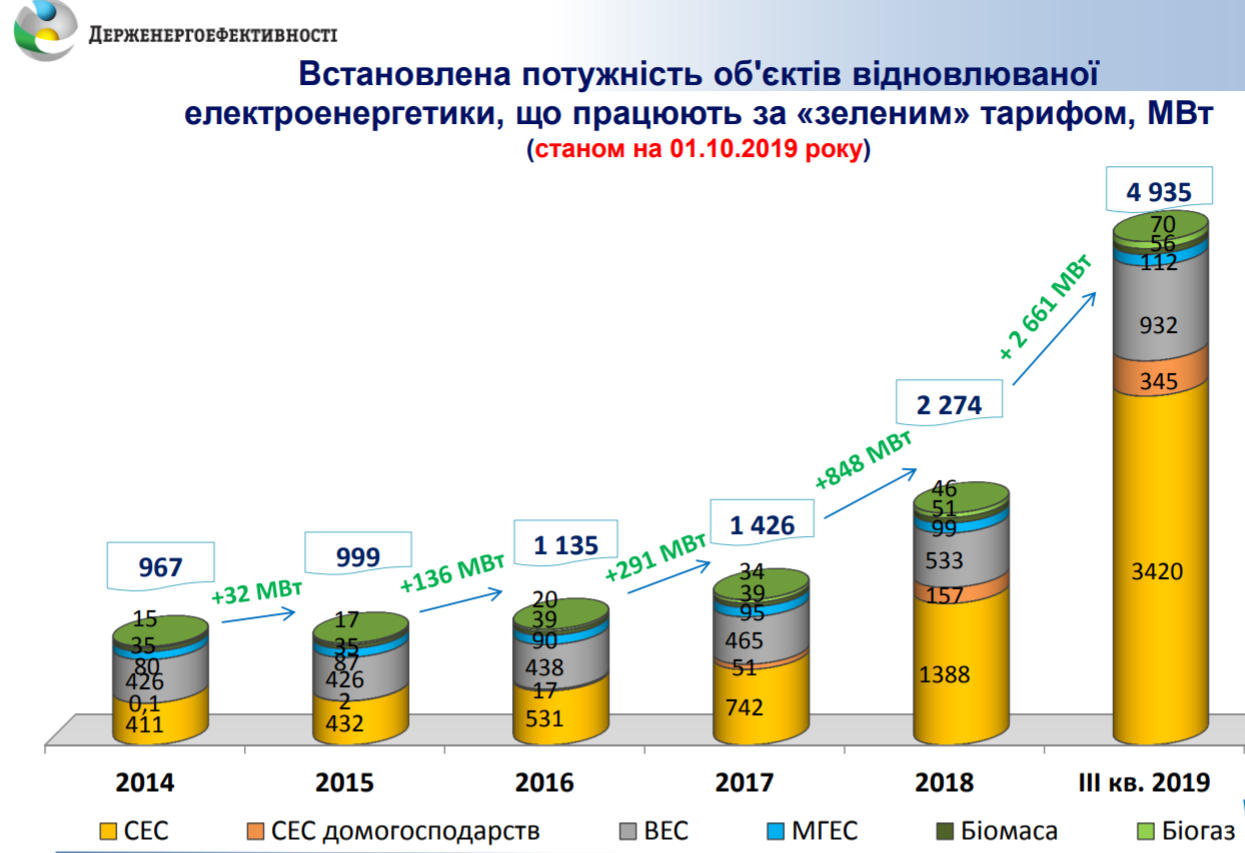 ДЕРЖЕНЕРГОЕФЕКТИВНОСТІ
Встановлена потужність об'єктів відновлюваної
електроенергетики, що працюють за «зеленим» тарифом, МВт
(станом на 01.10.2019 року)
967
+32 МВт
999
+136 МВт
1 135
+291 МВт
1 426
+848 МВт
2 274
+ 2 661 МВт
4 935
15
35
80
426
0,1
411
17
35
87
426
2
432
20
39
90
438
17
531
34
39
95
465
51
742
46
51
99
533
157
1388
70
56
112
932
345
3420
2014
2015
2016
2017
2018
III кв. 2019
СЕС
СЕС домогосподарств
ВЕС
МГЕС
Біомаса
Біогаз